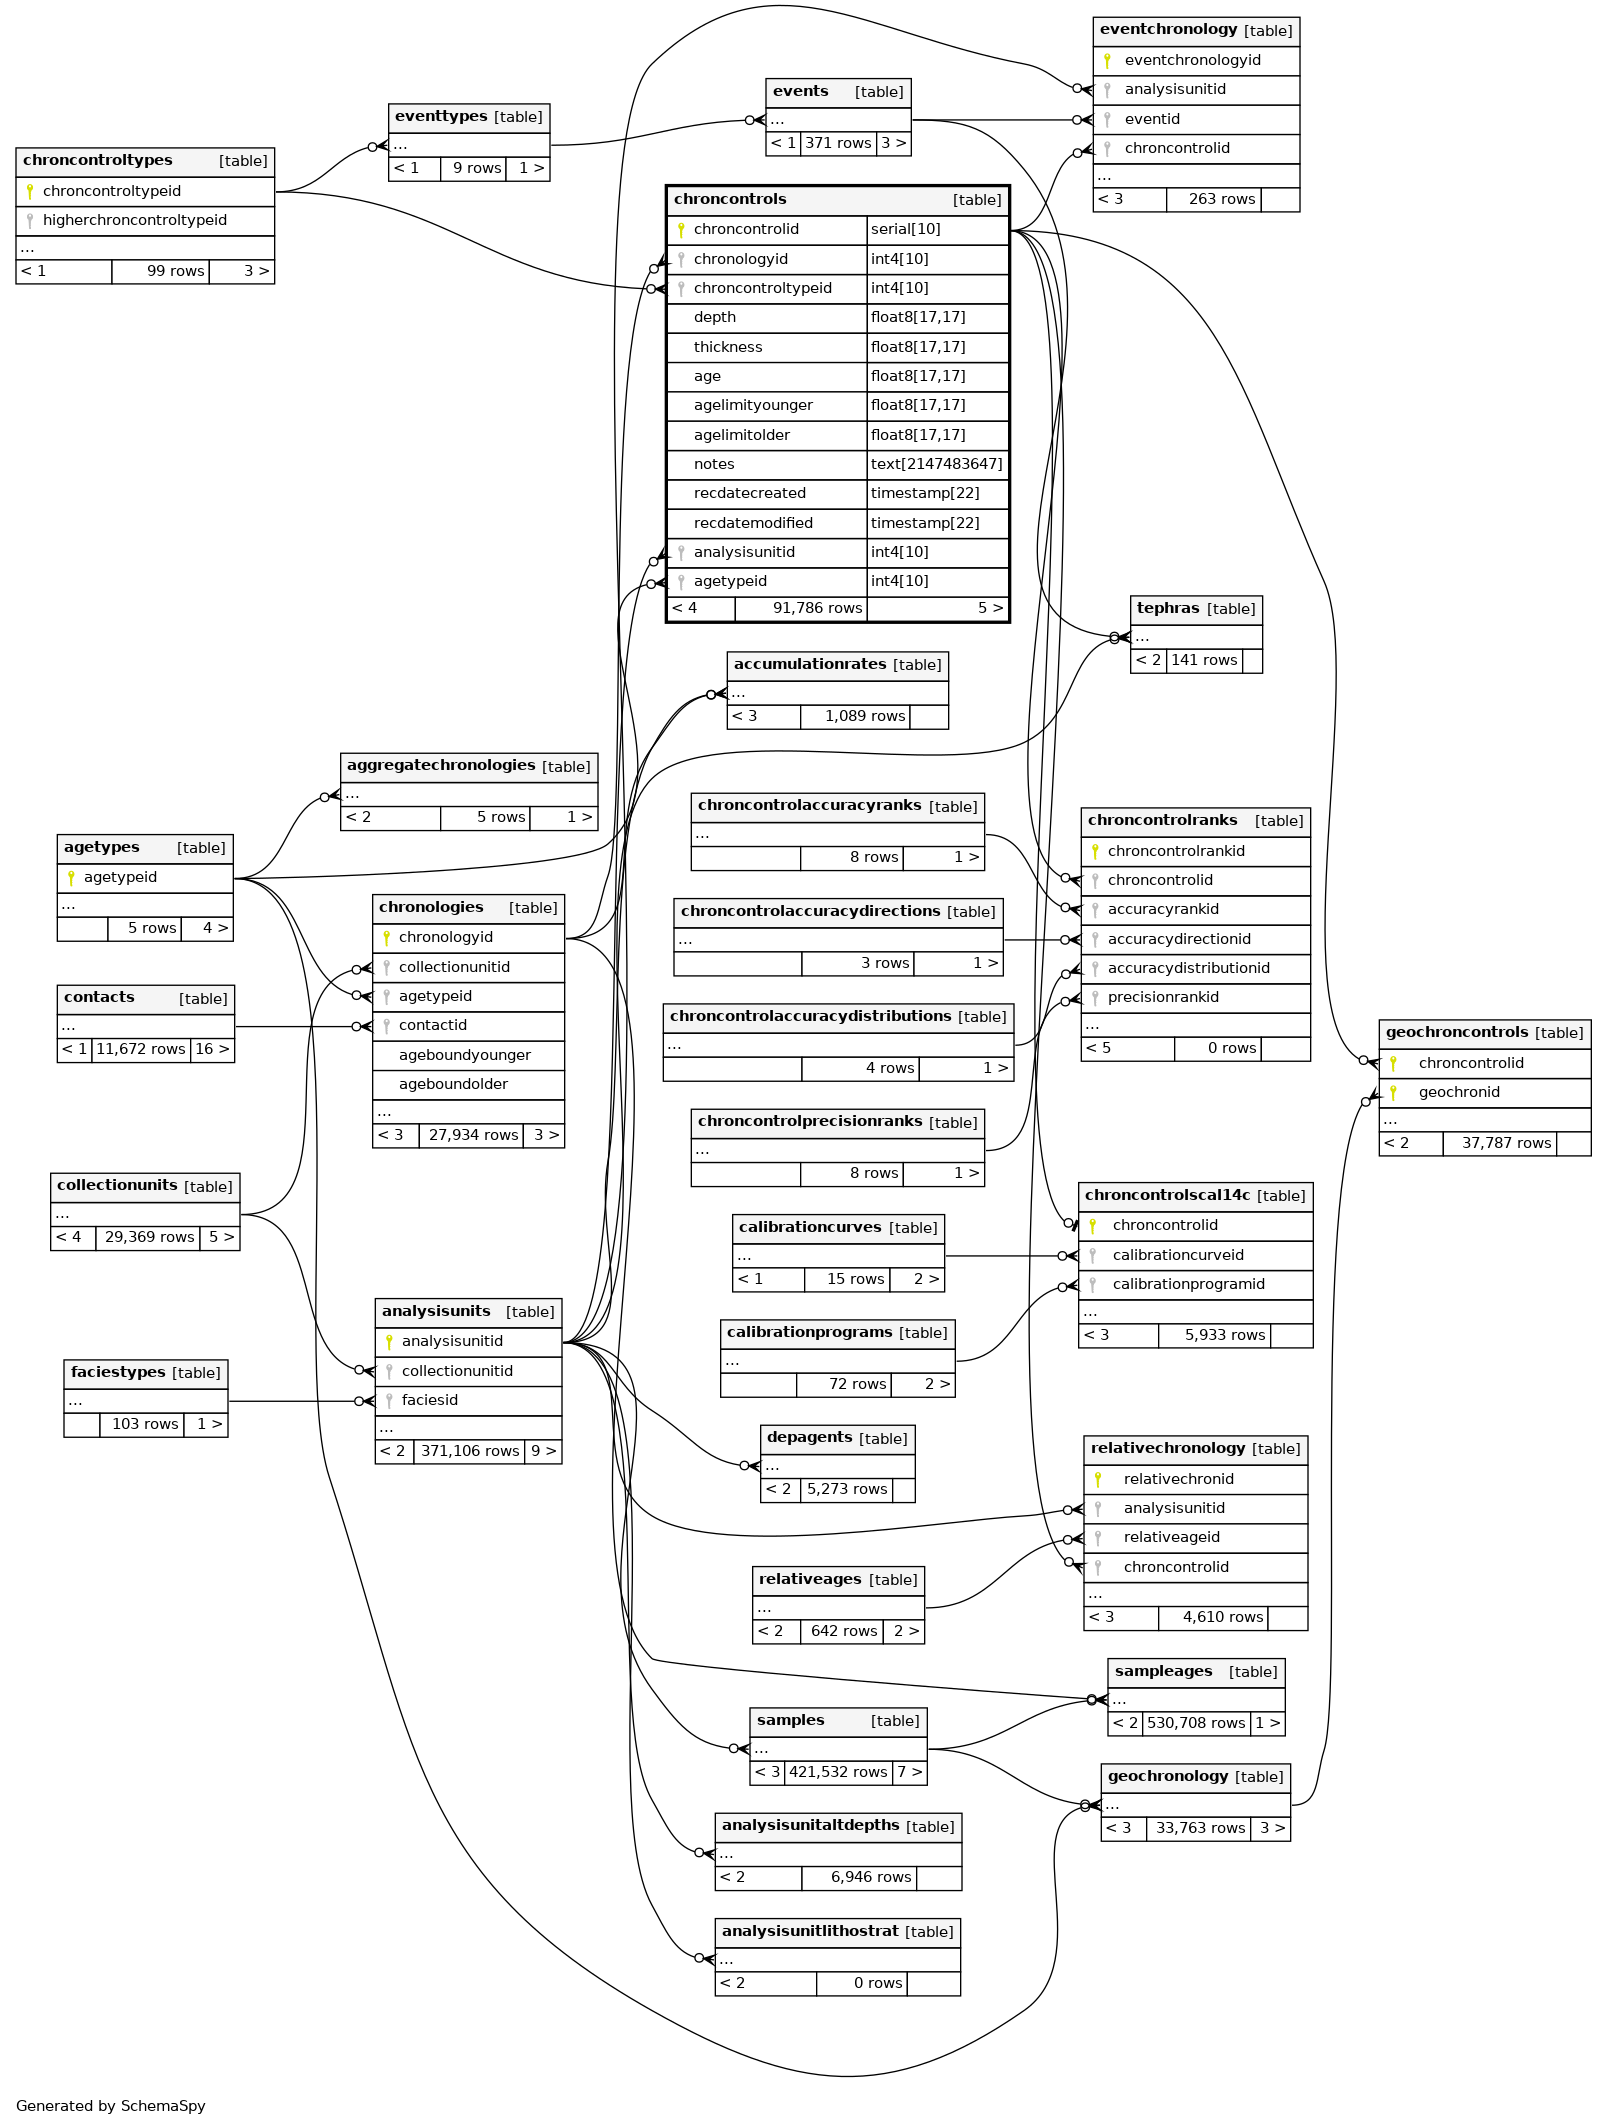 eventchronology [table]
eventchronologyid
analysisunitid
eventid
chroncontrolid
...
< 3 263 rows
events [table]
...
< 1 371 rows 3 >
eventtypes [table]
...
< 1 9 rows 1 >
chroncontroltypes [table]
chroncontroltypeid
higherchroncontroltypeid
...
< 1 99 rows 3 >
chroncontrols [table]
chroncontrolid serial[10]
chronologyid int4[10]
chroncontroltypeid int4[10]
depth float8[17,17]
thickness float8[17,17]
age float8[17,17]
agelimityounger float8[17,17]
agelimitolder float8[17,17]
notes text[2147483647]
recdatecreated timestamp[22]
recdatemodified timestamp[22]
analysisunitid int4[10]
agetypeid int4[10]
< 4 91,786 rows 5 >
tephras [table]
...
< 2 141 rows
accumulationrates [table]
...
< 3 1,089 rows
aggregatechronologies [table]
...
< 2 5 rows 1 >
chroncontrolaccuracyranks [table]
...
8 rows 1 >
chroncontrolranks [table]
chroncontrolrankid
chroncontrolid
accuracyrankid
accuracydirectionid
accuracydistributionid
precisionrankid
...
< 5 0 rows
agetypes [table]
agetypeid
...
5 rows 4 >
chronologies [table]
chronologyid
collectionunitid
agetypeid
contactid
ageboundyounger
ageboundolder
...
< 3 27,934 rows 3 >
chroncontrolaccuracydirections [table]
...
3 rows 1 >
contacts [table]
...
< 1 11,672 rows 16 >
chroncontrolaccuracydistributions [table]
...
4 rows 1 >
geochroncontrols [table]
chroncontrolid
geochronid
...
< 2 37,787 rows
chroncontrolprecisionranks [table]
...
8 rows 1 >
collectionunits [table]
...
< 4 29,369 rows 5 >
chroncontrolscal14c [table]
chroncontrolid
calibrationcurveid
calibrationprogramid
...
< 3 5,933 rows
calibrationcurves [table]
...
< 1 15 rows 2 >
analysisunits [table]
analysisunitid
collectionunitid
faciesid
...
< 2 371,106 rows 9 >
calibrationprograms [table]
...
72 rows 2 >
faciestypes [table]
...
103 rows 1 >
depagents [table]
...
< 2 5,273 rows
relativechronology [table]
relativechronid
analysisunitid
relativeageid
chroncontrolid
...
< 3 4,610 rows
relativeages [table]
...
< 2 642 rows 2 >
sampleages [table]
...
< 2 530,708 rows 1 >
samples [table]
...
< 3 421,532 rows 7 >
geochronology [table]
...
< 3 33,763 rows 3 >
analysisunitaltdepths [table]
...
< 2 6,946 rows
analysisunitlithostrat [table]
...
< 2 0 rows
Generated by SchemaSpy